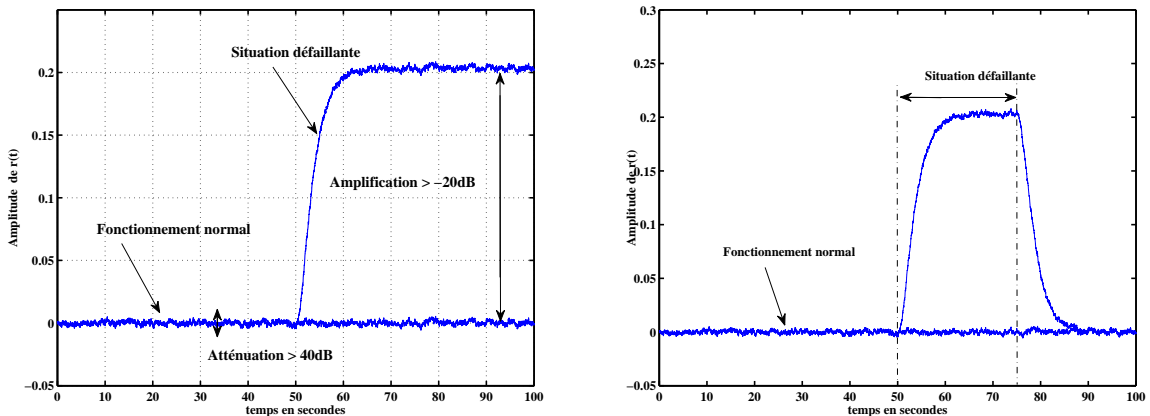 Situation défaillante
Amplification > −20dB
Fonctionnement normal
Atténuation > 40dB
Amplitude de r(t)
0.2
0.15
0.1
0.05
0
−0.05
0 10 20 30 40 50 60 70 80 90 100
temps en secondes
Situation défaillante
Fonctionnement normal
Amplitude de r(t)
0.3
0.25
0.2
0.15
0.1
0.05
0
−0.05
0 10 20 30 40 50 60 70 80 90 100
temps en secondes